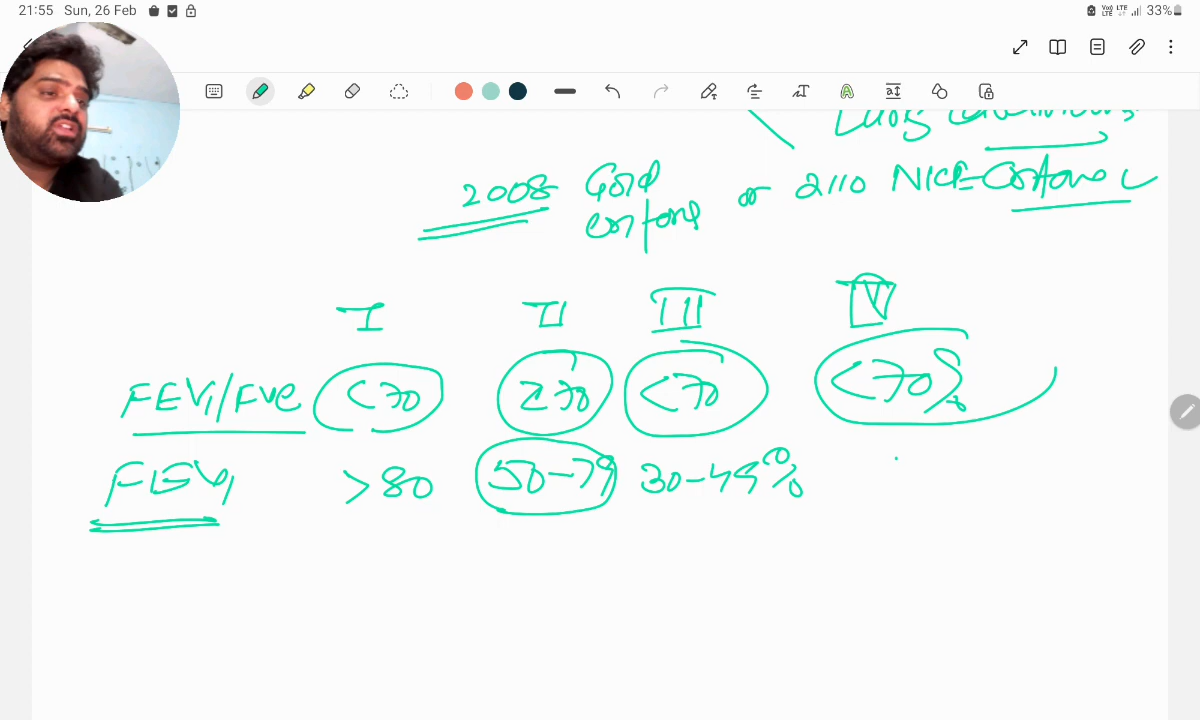 21:55 Sun, 26 Feb
33%
2008 Gold or 2110 NICE
I II III IV
FEV1/FVC <70 ≥70 <70 <70%
FEV1 >80 50-79 30-49%